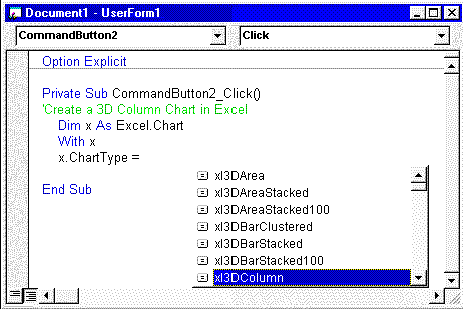 Document1 - UserForm1
CommandButton2 Click
Option Explicit
Private Sub CommandButton2_Click()
'Create a 3D Column Chart in Excel
Dim x As Excel.Chart
With x
x.ChartType =
xl3DArea
xl3DAreaStacked
xl3DAreaStacked100
xl3DBarClustered
xl3DBarStacked
xl3DBarStacked100
xl3DColumn
End Sub